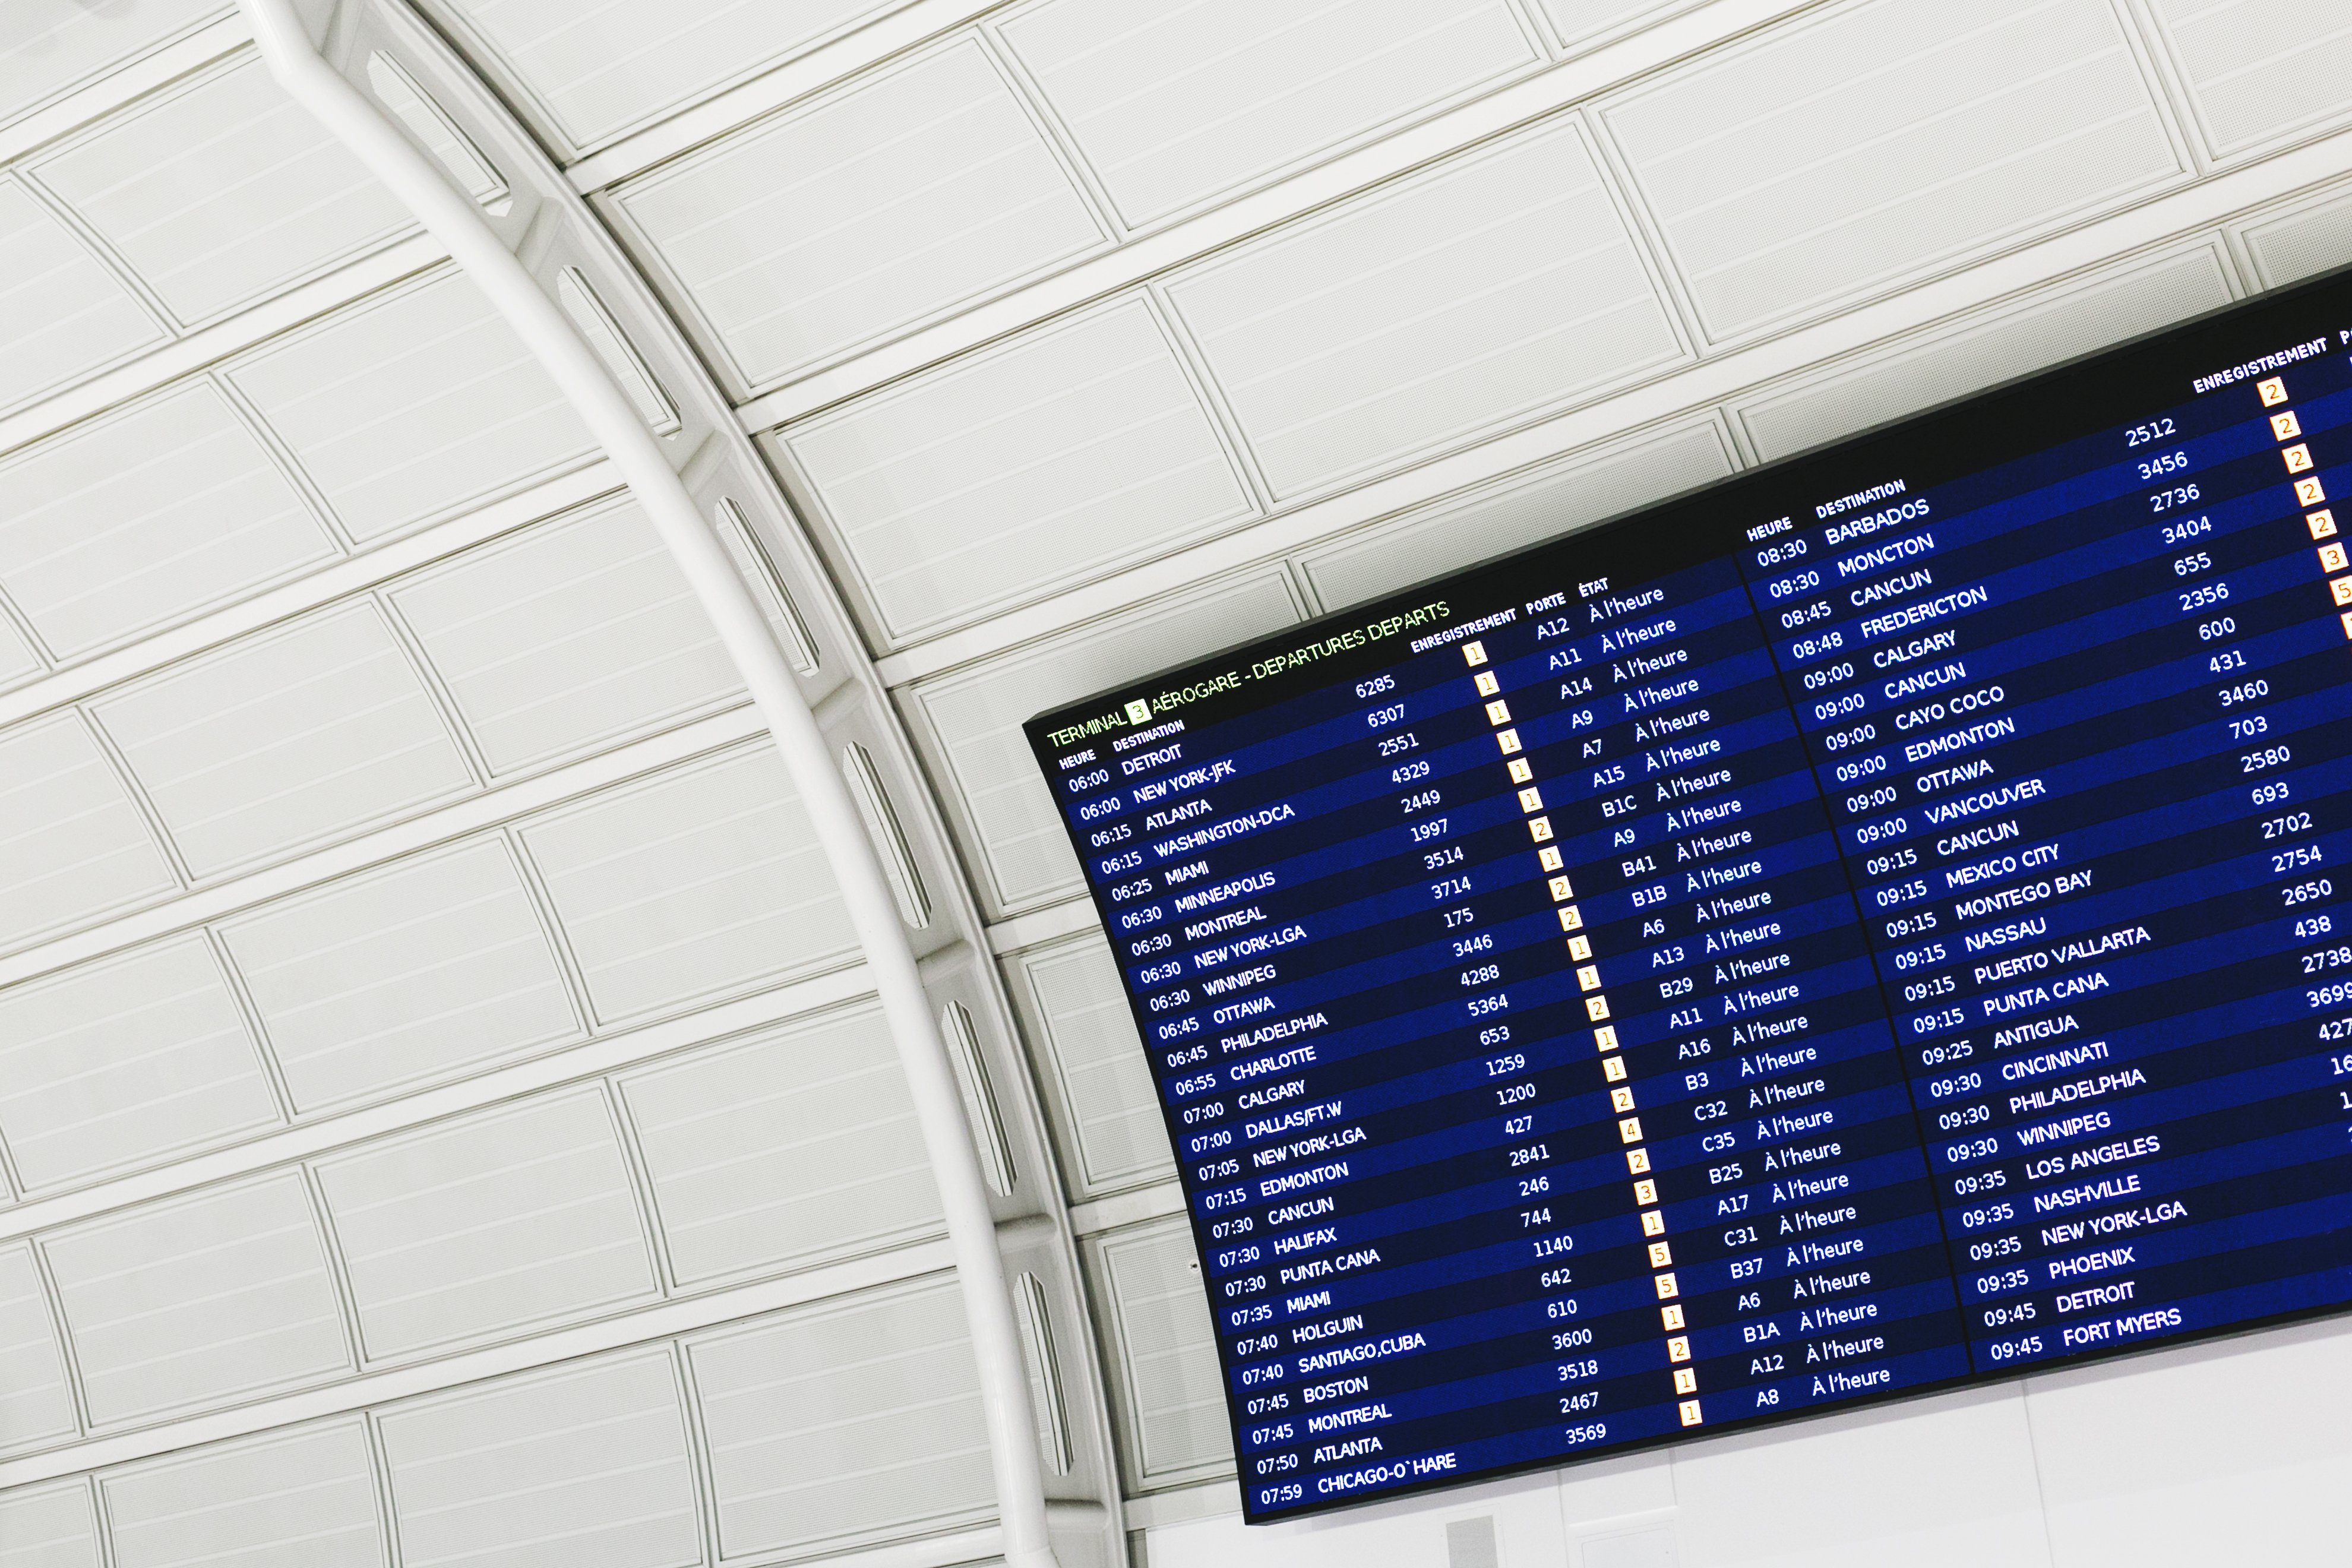 TERMINAL 3 AÉROGARE - DEPARTURES DEPARTS
HEURE DESTINATION ENREGISTREMENT PORTE ÉTAT
06:00 DETROIT 6285 1 A12 À l'heure
06:00 NEW YORK-JFK 6307 1 A11 À l'heure
06:15 ATLANTA 2551 1 A14 À l'heure
06:15 WASHINGTON-DCA 4329 1 A9 À l'heure
06:25 MIAMI 2449 1 A7 À l'heure
06:30 MINNEAPOLIS 1997 1 A15 À l'heure
06:30 MONTREAL 3514 2 B1C À l'heure
06:30 NEW YORK-LGA 3714 1 A9 À l'heure
06:30 WINNIPEG 175 2 B41 À l'heure
06:45 OTTAWA 3446 2 B1B À l'heure
06:45 PHILADELPHIA 4288 1 A6 À l'heure
06:55 CHARLOTTE 5364 1 A13 À l'heure
07:00 CALGARY 653 2 B29 À l'heure
07:00 DALLAS/FT.W 1259 1 A11 À l'heure
07:05 NEW YORK-LGA 1200 1 A16 À l'heure
07:15 EDMONTON 427 2 B3 À l'heure
07:30 CANCUN 2841 4 C32 À l'heure
07:30 HALIFAX 246 2 C35 À l'heure
07:30 PUNTA CANA 744 3 B25 À l'heure
07:35 MIAMI 1140 1 A17 À l'heure
07:40 HOLGUIN 642 5 C31 À l'heure
07:40 SANTIAGO,CUBA 610 5 B37 À l'heure
07:45 BOSTON 3600 1 A6 À l'heure
07:45 MONTREAL 3518 2 B1A À l'heure
07:50 ATLANTA 2467 1 A12 À l'heure
07:59 CHICAGO-O`HARE 3569 1 A8 À l'heure
HEURE DESTINATION ENREGISTREMENT
08:30 BARBADOS 2512 2
08:30 MONCTON 3456 2
08:45 CANCUN 2736 2
08:48 FREDERICTON 3404 2
09:00 CALGARY 655 2
09:00 CANCUN 2356 3
09:00 CAYO COCO 600 5
09:00 EDMONTON 431
09:00 OTTAWA 3460
09:00 VANCOUVER 703
09:15 CANCUN 2580
09:15 MEXICO CITY 693
09:15 MONTEGO BAY 2702
09:15 NASSAU 2754
09:15 PUERTO VALLARTA 2650
09:15 PUNTA CANA 438
09:25 ANTIGUA 2738
09:30 CINCINNATI 3699
09:30 PHILADELPHIA
09:30 WINNIPEG
09:35 LOS ANGELES
09:35 NASHVILLE
09:35 NEW YORK-LGA
09:35 PHOENIX
09:45 DETROIT
09:45 FORT MYERS